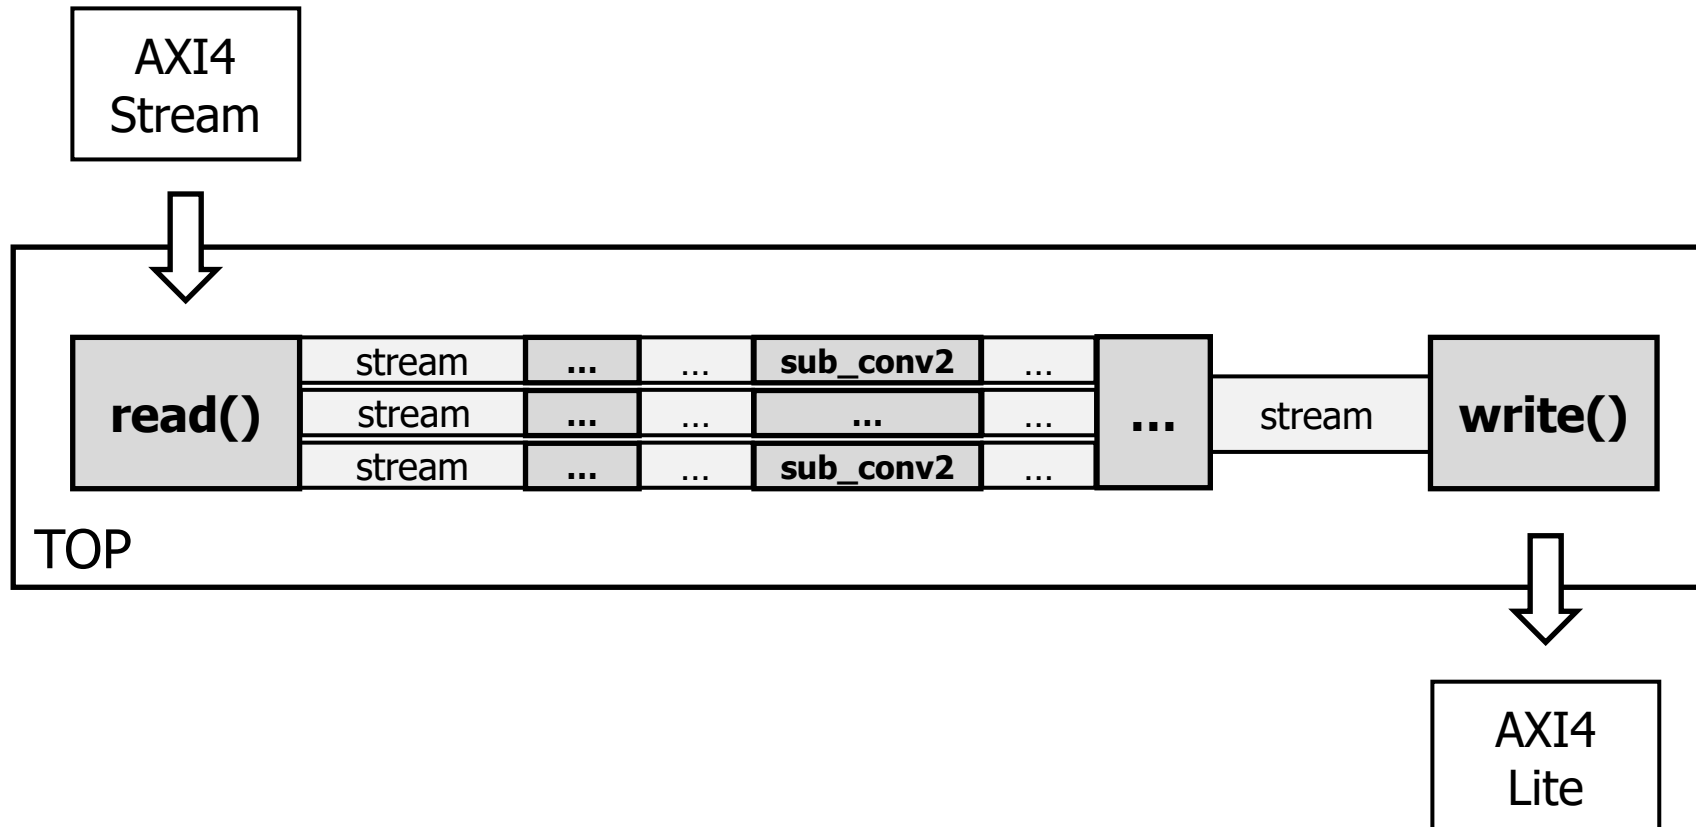 AXI4
Stream
read()
stream ... ... sub_conv2 ...
stream ... ... ... ...
stream ... ... sub_conv2 ...
...
stream
write()
TOP
AXI4
Lite